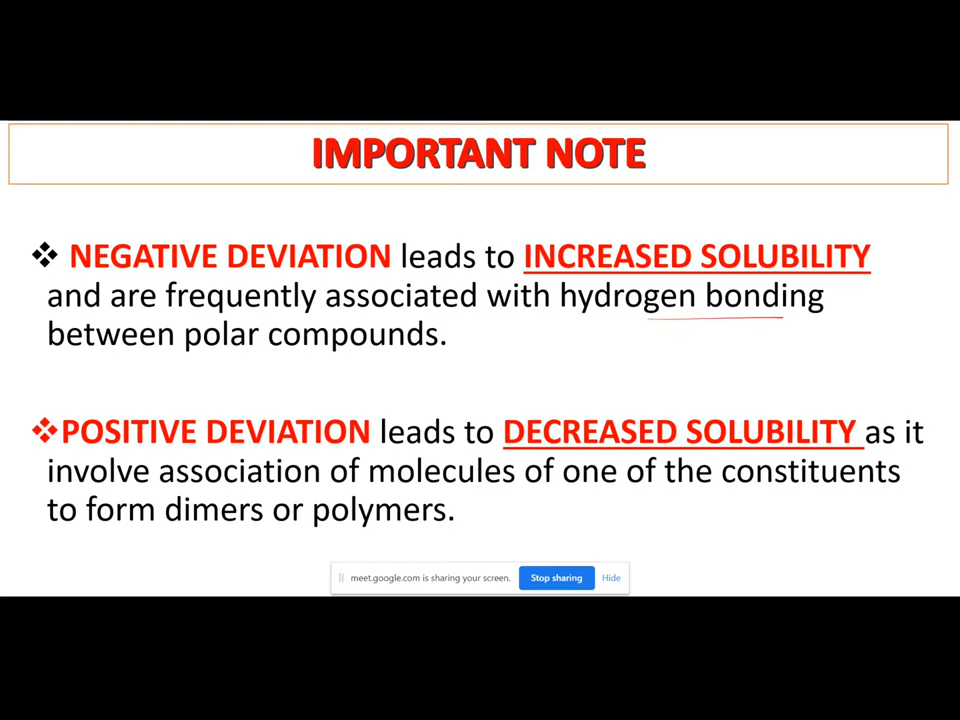 IMPORTANT NOTE
NEGATIVE DEVIATION leads to INCREASED SOLUBILITY
and are frequently associated with hydrogen bonding
between polar compounds.
POSITIVE DEVIATION leads to DECREASED SOLUBILITY as it
involve association of molecules of one of the constituents
to form dimers or polymers.
meet.google.com is sharing your screen. Stop sharing Hide